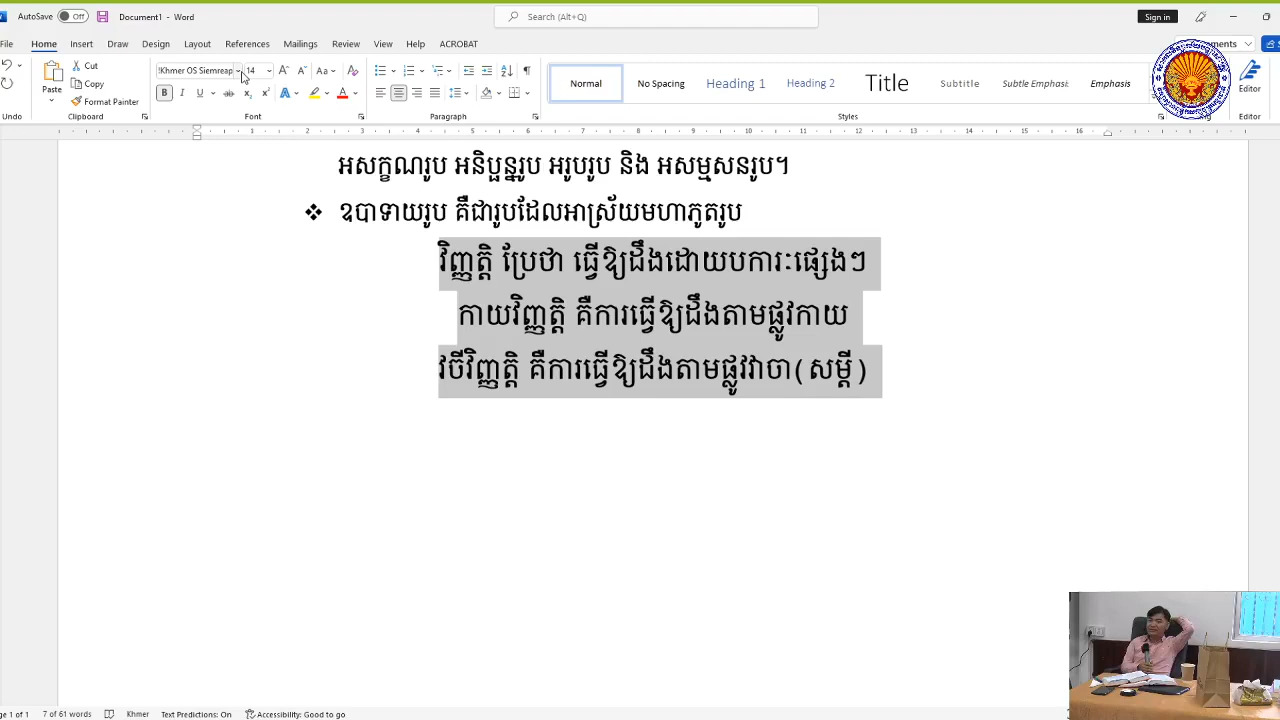 AutoSave Off Document1 - Word Search (Alt+Q) Sign in
File Home Insert Draw Design Layout References Mailings Review View Help ACROBAT
Paste Cut Copy Format Painter
!Khmer OS Siemreap 14
Normal No Spacing Heading 1 Heading 2 Title Subtitle Subtle Emphasis Emphasis Editor
Undo Clipboard Font Paragraph Styles Editor
អសក្ខណរូប អនិប្ផន្នរូប អរូបរូប និង អសម្មសនរូប។
❖ ឧបាទាយរូប គឺជារូបដែលអាស្រ័យមហាភូតរូប
វិញ្ញត្តិ ប្រែថា ធ្វើឱ្យដឹងដោយបការៈផ្សេងៗ
កាយវិញ្ញត្តិ គឺការធ្វើឱ្យដឹងតាមផ្លូវកាយ
វចីវិញ្ញត្តិ គឺការធ្វើឱ្យដឹងតាមផ្លូវវាចា(សម្តី)
Page 1 of 1 7 of 61 words Khmer Text Predictions: On Accessibility: Good to go